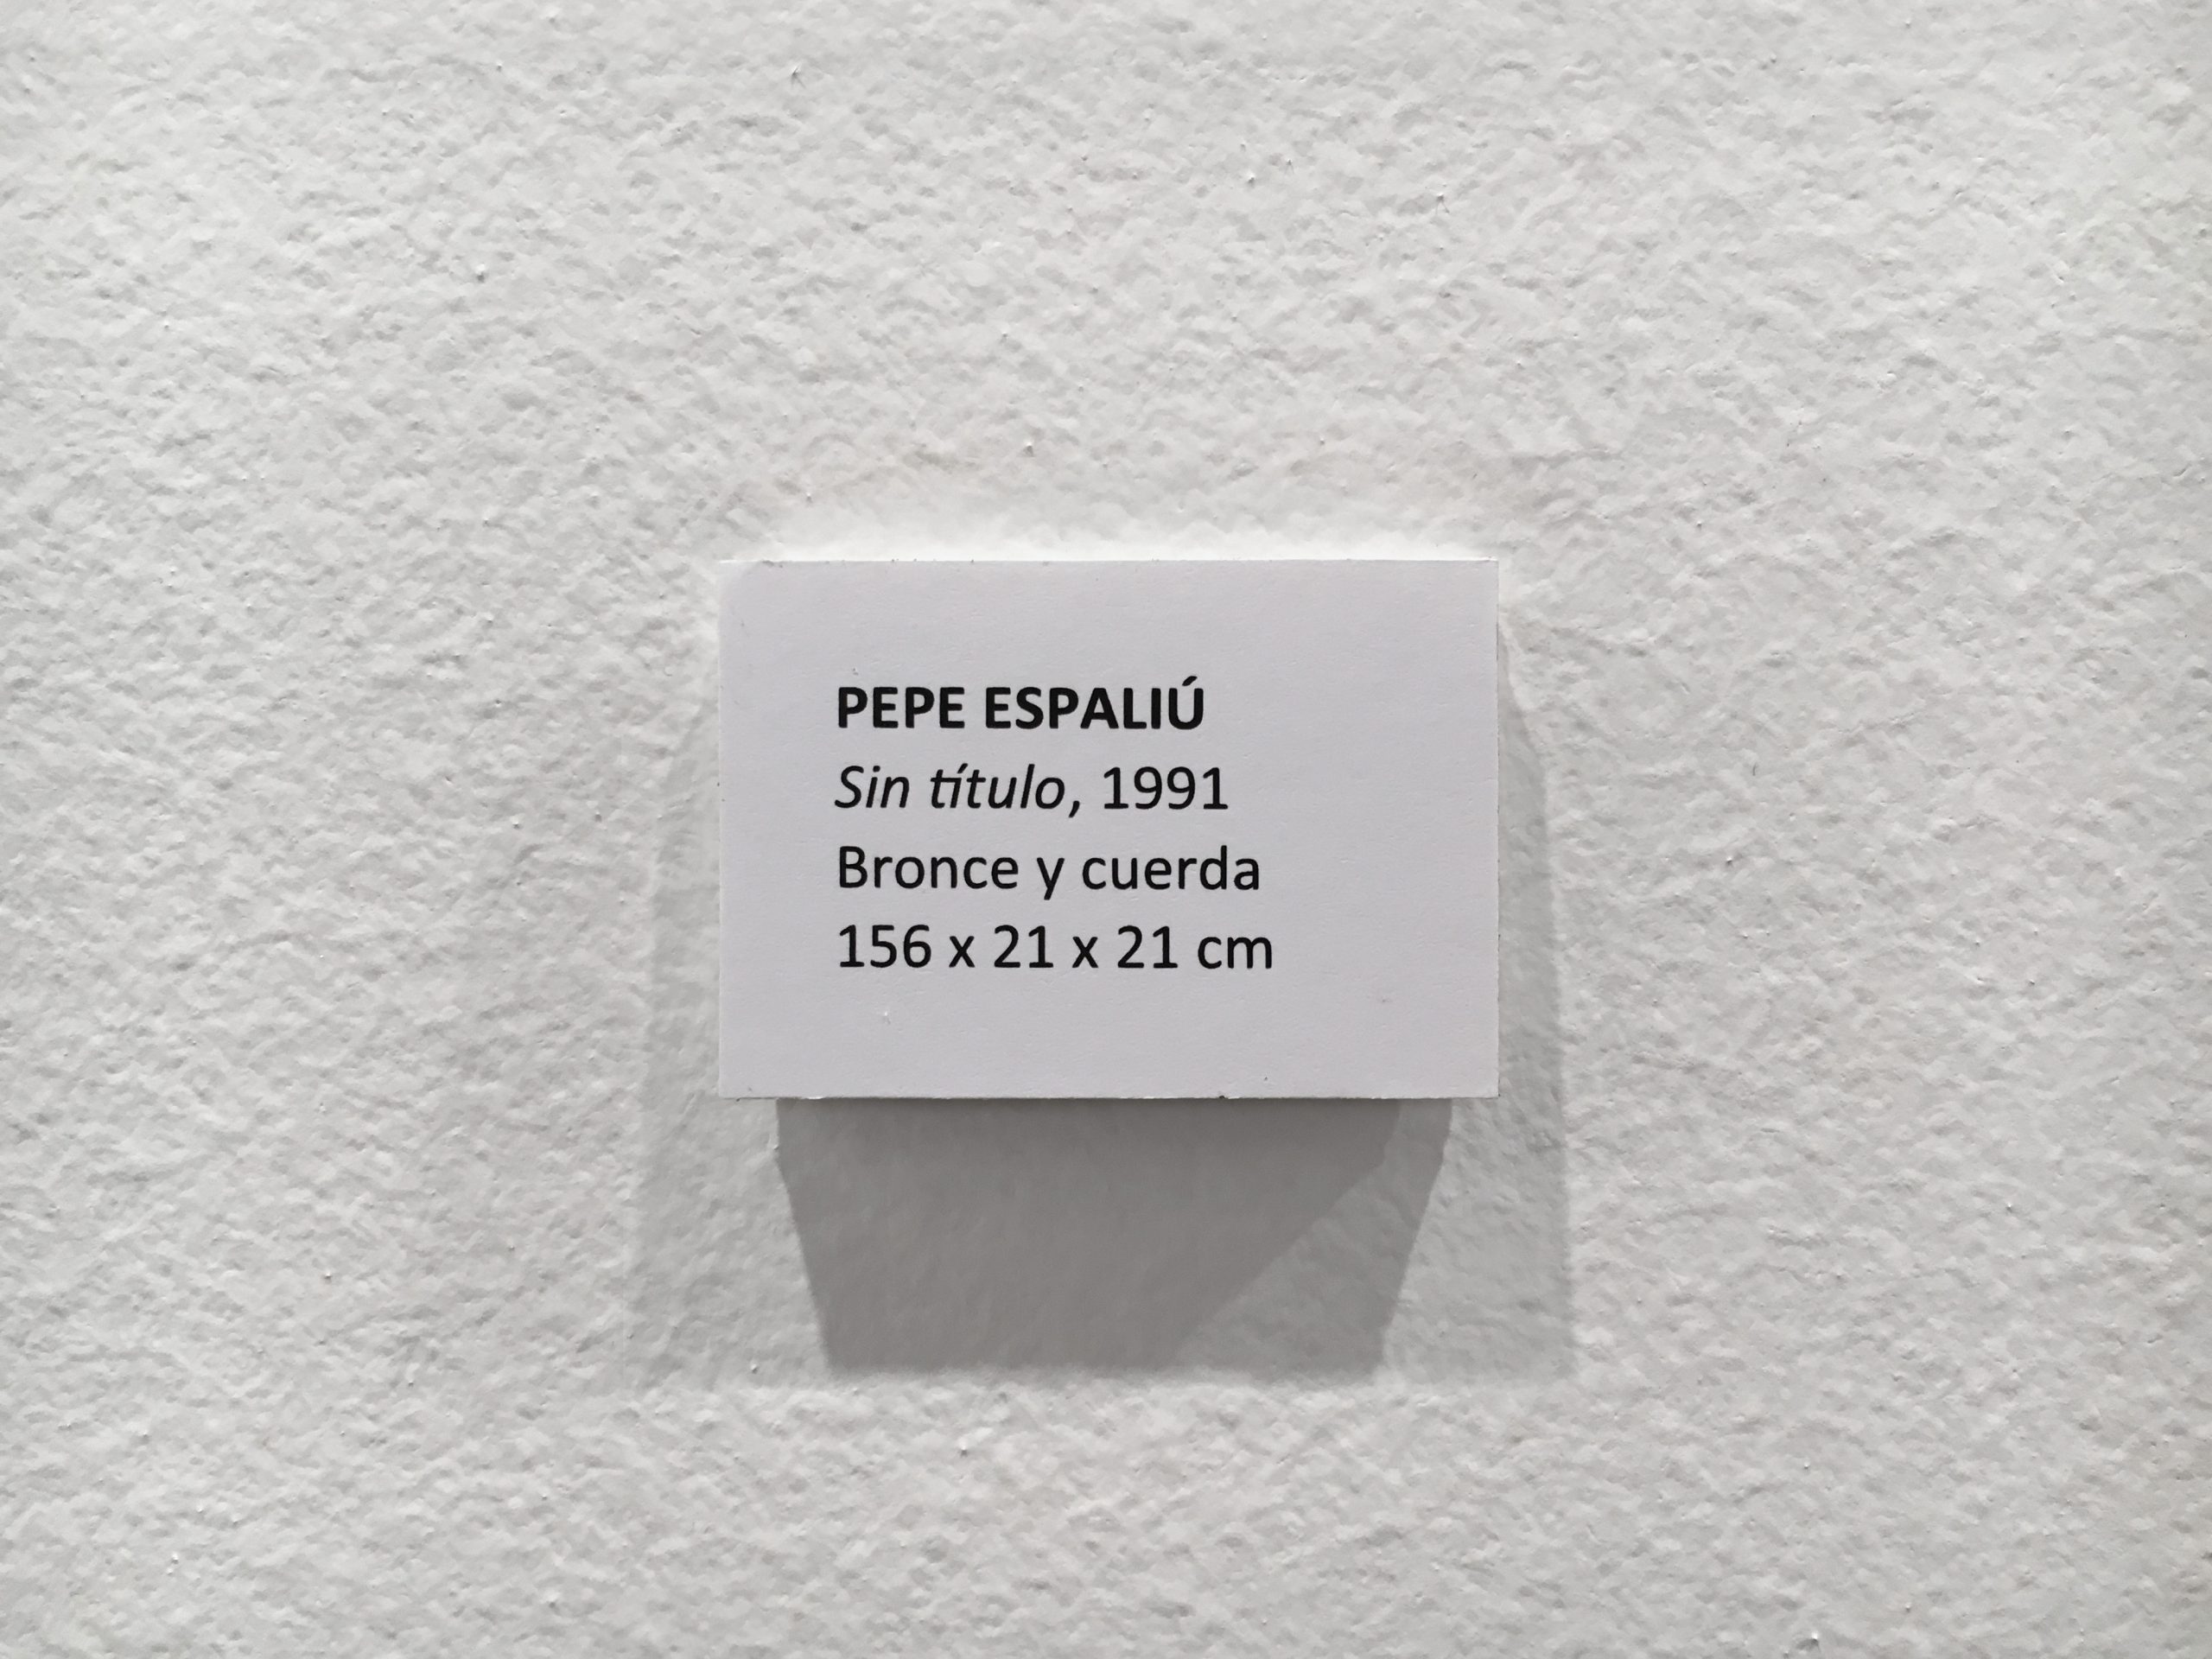 PEPE ESPALIÚ
Sin título, 1991
Bronce y cuerda
156 x 21 x 21 cm